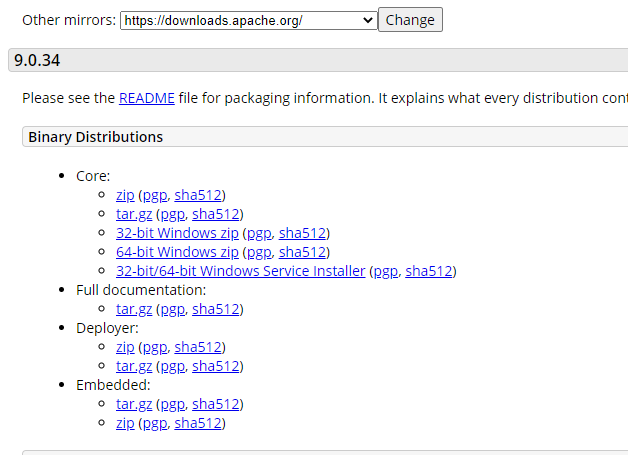 Other mirrors: https://downloads.apache.org/ Change
9.0.34
Please see the README file for packaging information. It explains what every distribution
Binary Distributions
Core:
zip (pgp, sha512)
tar.gz (pgp, sha512)
32-bit Windows zip (pgp, sha512)
64-bit Windows zip (pgp, sha512)
32-bit/64-bit Windows Service Installer (pgp, sha512)
Full documentation:
tar.gz (pgp, sha512)
Deployer:
zip (pgp, sha512)
tar.gz (pgp, sha512)
Embedded:
tar.gz (pgp, sha512)
zip (pgp, sha512)